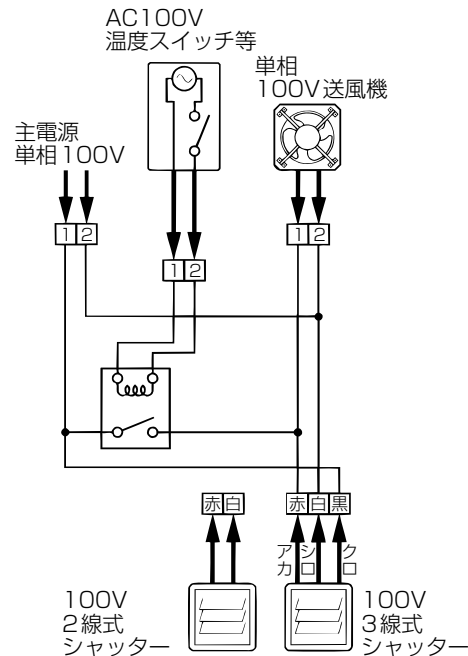 AC100V
温度スイッチ等
単相
100V送風機
主電源
単相100V
1 2
1 2
1 2
赤 白
赤 白 黒
アカ シロ クロ
100V
2線式
シャッター
100V
3線式
シャッター